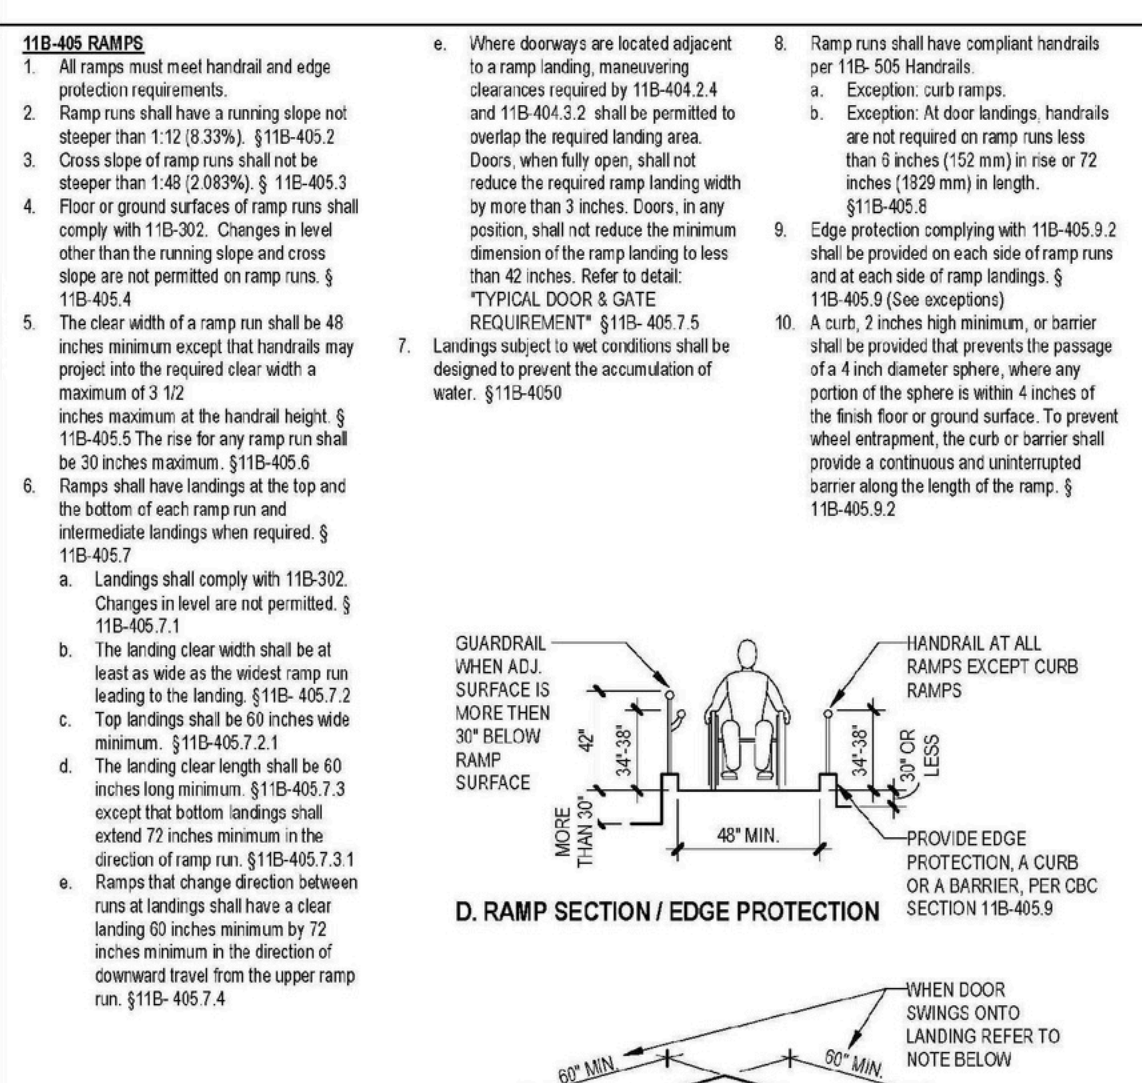 11B-405 RAMPS
1. All ramps must meet handrail and edge
protection requirements.
2. Ramp runs shall have a running slope not
steeper than 1:12 (8.33%). §11B-405.2
3. Cross slope of ramp runs shall not be
steeper than 1:48 (2.083%). § 11B-405.3
4. Floor or ground surfaces of ramp runs shall
comply with 11B-302. Changes in level
other than the running slope and cross
slope are not permitted on ramp runs. §
11B-405.4
5. The clear width of a ramp run shall be 48
inches minimum except that handrails may
project into the required clear width a
maximum of 3 1/2
inches maximum at the handrail height. §
11B-405.5 The rise for any ramp run shall
be 30 inches maximum. §11B-405.6
6. Ramps shall have landings at the top and
the bottom of each ramp run and
intermediate landings when required. §
11B-405.7
a. Landings shall comply with 11B-302.
Changes in level are not permitted. §
11B-405.7.1
b. The landing clear width shall be at
least as wide as the widest ramp run
leading to the landing. §11B- 405.7.2
c. Top landings shall be 60 inches wide
minimum. §11B-405.7.2.1
d. The landing clear length shall be 60
inches long minimum. §11B-405.7.3
except that bottom landings shall
extend 72 inches minimum in the
direction of ramp run. §11B-405.7.3.1
e. Ramps that change direction between
runs at landings shall have a clear
landing 60 inches minimum by 72
inches minimum in the direction of
downward travel from the upper ramp
run. §11B- 405.7.4
e. Where doorways are located adjacent
to a ramp landing, maneuvering
clearances required by 11B-404.2.4
and 11B-404.3.2 shall be permitted to
overlap the required landing area.
Doors, when fully open, shall not
reduce the required ramp landing width
by more than 3 inches. Doors, in any
position, shall not reduce the minimum
dimension of the ramp landing to less
than 42 inches. Refer to detail:
"TYPICAL DOOR & GATE
REQUIREMENT" §11B- 405.7.5
7. Landings subject to wet conditions shall be
designed to prevent the accumulation of
water. §11B-4050
8. Ramp runs shall have compliant handrails
per 11B- 505 Handrails.
a. Exception: curb ramps.
b. Exception: At door landings, handrails
are not required on ramp runs less
than 6 inches (152 mm) in rise or 72
inches (1829 mm) in length.
§11B-405.8
9. Edge protection complying with 11B-405.9.2
shall be provided on each side of ramp runs
and at each side of ramp landings. §
11B-405.9 (See exceptions)
10. A curb, 2 inches high minimum, or barrier
shall be provided that prevents the passage
of a 4 inch diameter sphere, where any
portion of the sphere is within 4 inches of
the finish floor or ground surface. To prevent
wheel entrapment, the curb or barrier shall
provide a continuous and uninterrupted
barrier along the length of the ramp. §
11B-405.9.2
GUARDRAIL
WHEN ADJ.
SURFACE IS
MORE THEN
30" BELOW
RAMP
SURFACE
42"
34"-38"
MORE
THAN 30"
48" MIN.
34"-38"
30" OR
LESS
HANDRAIL AT ALL
RAMPS EXCEPT CURB
RAMPS
PROVIDE EDGE
PROTECTION, A CURB
OR A BARRIER, PER CBC
SECTION 11B-405.9
D. RAMP SECTION / EDGE PROTECTION
WHEN DOOR
SWINGS ONTO
LANDING REFER TO
NOTE BELOW
60" MIN.
60" MIN.